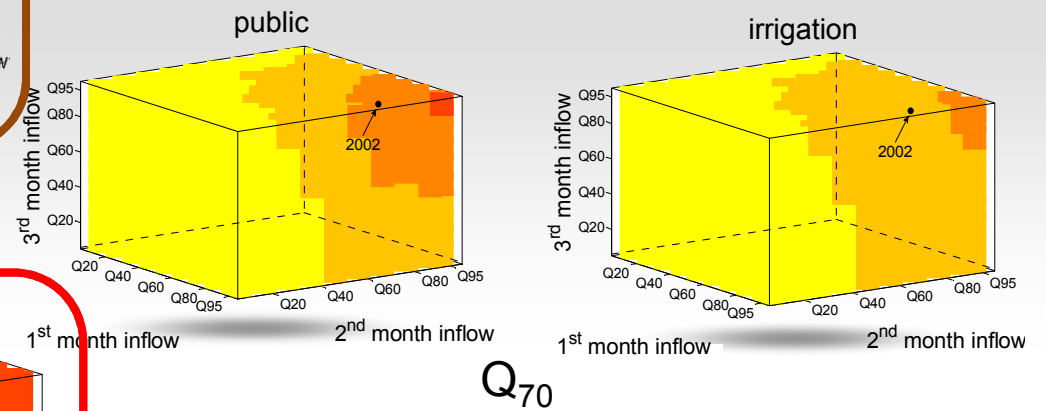 public
irrigation
w
Q95
Q80
Q60
Q40
Q20
3rd month inflow
2002
Q20
Q40
Q60
Q80
Q95
Q20
Q40
Q60
Q80
Q95
1st month inflow
2nd month inflow
Q95
Q80
Q60
Q40
Q20
3rd month inflow
2002
Q20
Q40
Q60
Q80
Q95
Q20
Q40
Q60
Q80
Q95
1st month inflow
2nd month inflow
Q70